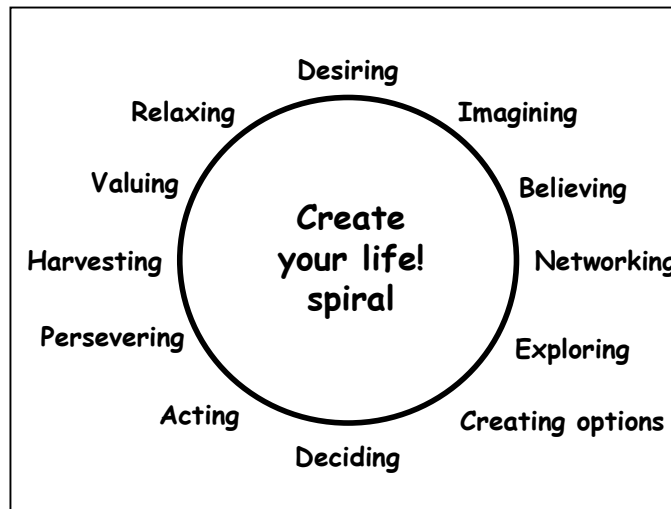 Desiring
Relaxing
Imagining
Valuing
Believing
Create
your life!
spiral
Harvesting
Networking
Persevering
Exploring
Acting
Creating options
Deciding